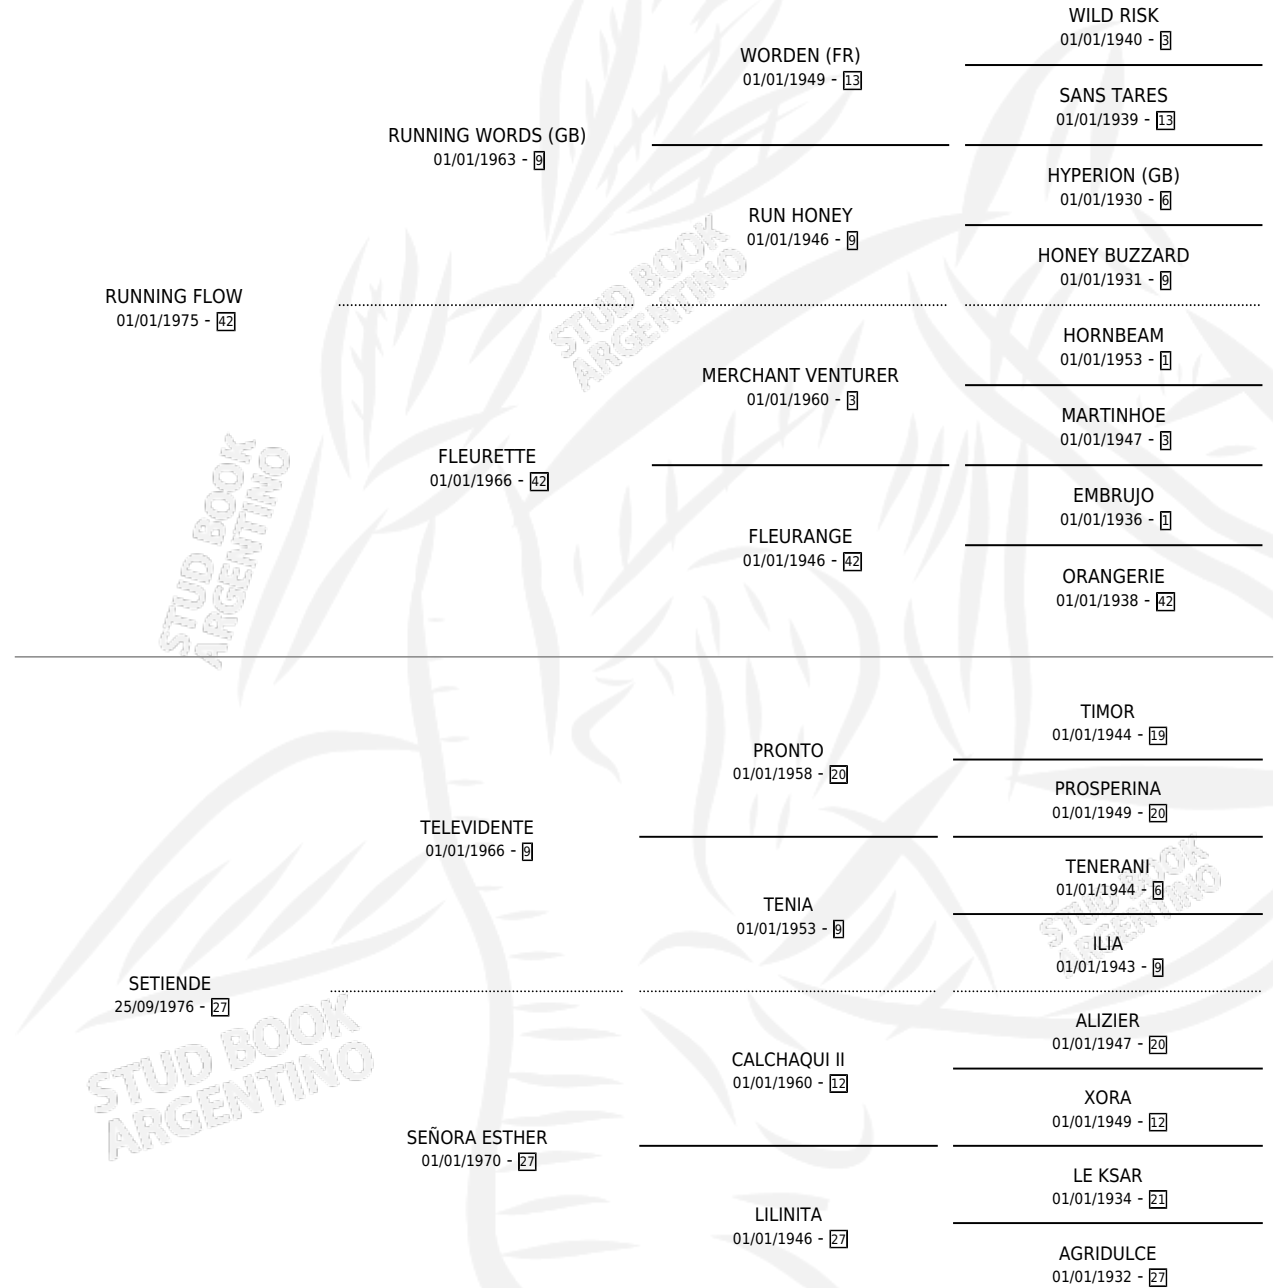 WILD RISK
01/01/1940 - 3
WORDEN (FR)
01/01/1949 - 13
SANS TARES
01/01/1939 - 13
RUNNING WORDS (GB)
01/01/1963 - 9
HYPERION (GB)
01/01/1930 - 6
RUN HONEY
01/01/1946 - 9
HONEY BUZZARD
01/01/1931 - 9
RUNNING FLOW
01/01/1975 - 42
HORNBEAM
01/01/1953 - 1
MERCHANT VENTURER
01/01/1960 - 3
MARTINHOE
01/01/1947 - 3
FLEURETTE
01/01/1966 - 42
EMBRUJO
01/01/1936 - 1
FLEURANGE
01/01/1946 - 42
ORANGERIE
01/01/1938 - 42
TIMOR
01/01/1944 - 19
PRONTO
01/01/1958 - 20
PROSPERINA
01/01/1949 - 20
TELEVIDENTE
01/01/1966 - 9
TENERANI
01/01/1944 - 6
TENIA
01/01/1953 - 9
ILIA
01/01/1943 - 9
SETIENDE
25/09/1976 - 27
ALIZIER
01/01/1947 - 20
CALCHAQUI II
01/01/1960 - 12
XORA
01/01/1949 - 12
SEÑORA ESTHER
01/01/1970 - 27
LE KSAR
01/01/1934 - 21
LILINITA
01/01/1946 - 27
AGRIDULCE
01/01/1932 - 27
STUD BOOK
ARGENTINO
STUD BOOK
ARGENTINO
STUD BOOK
ARGENTINO
STUD BOOK
ARGENTINO